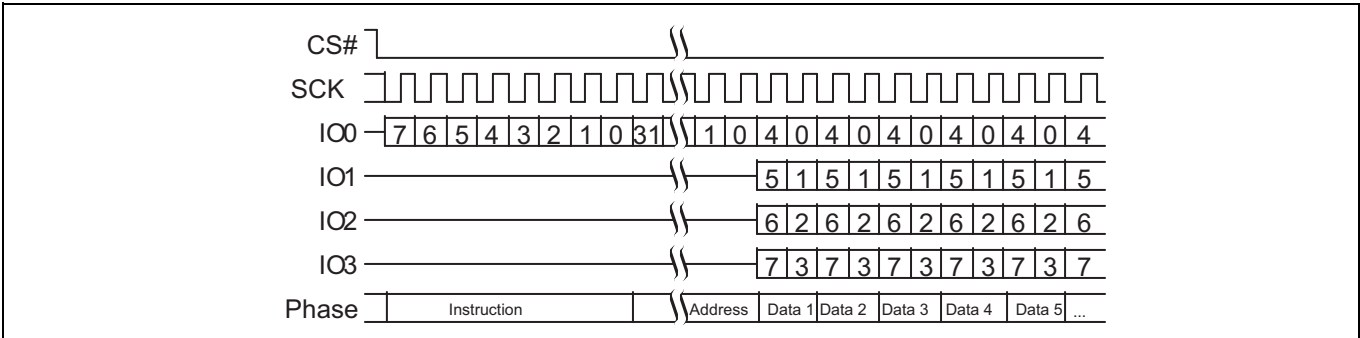 CS#
SCK
IO0 7 6 5 4 3 2 1 0 31 1 0 4 0 4 0 4 0 4 0 4 0 4
IO1 5 1 5 1 5 1 5 1 5 1 5
IO2 6 2 6 2 6 2 6 2 6 2 6
IO3 7 3 7 3 7 3 7 3 7 3 7
Phase Instruction Address Data 1 Data 2 Data 3 Data 4 Data 5 ...